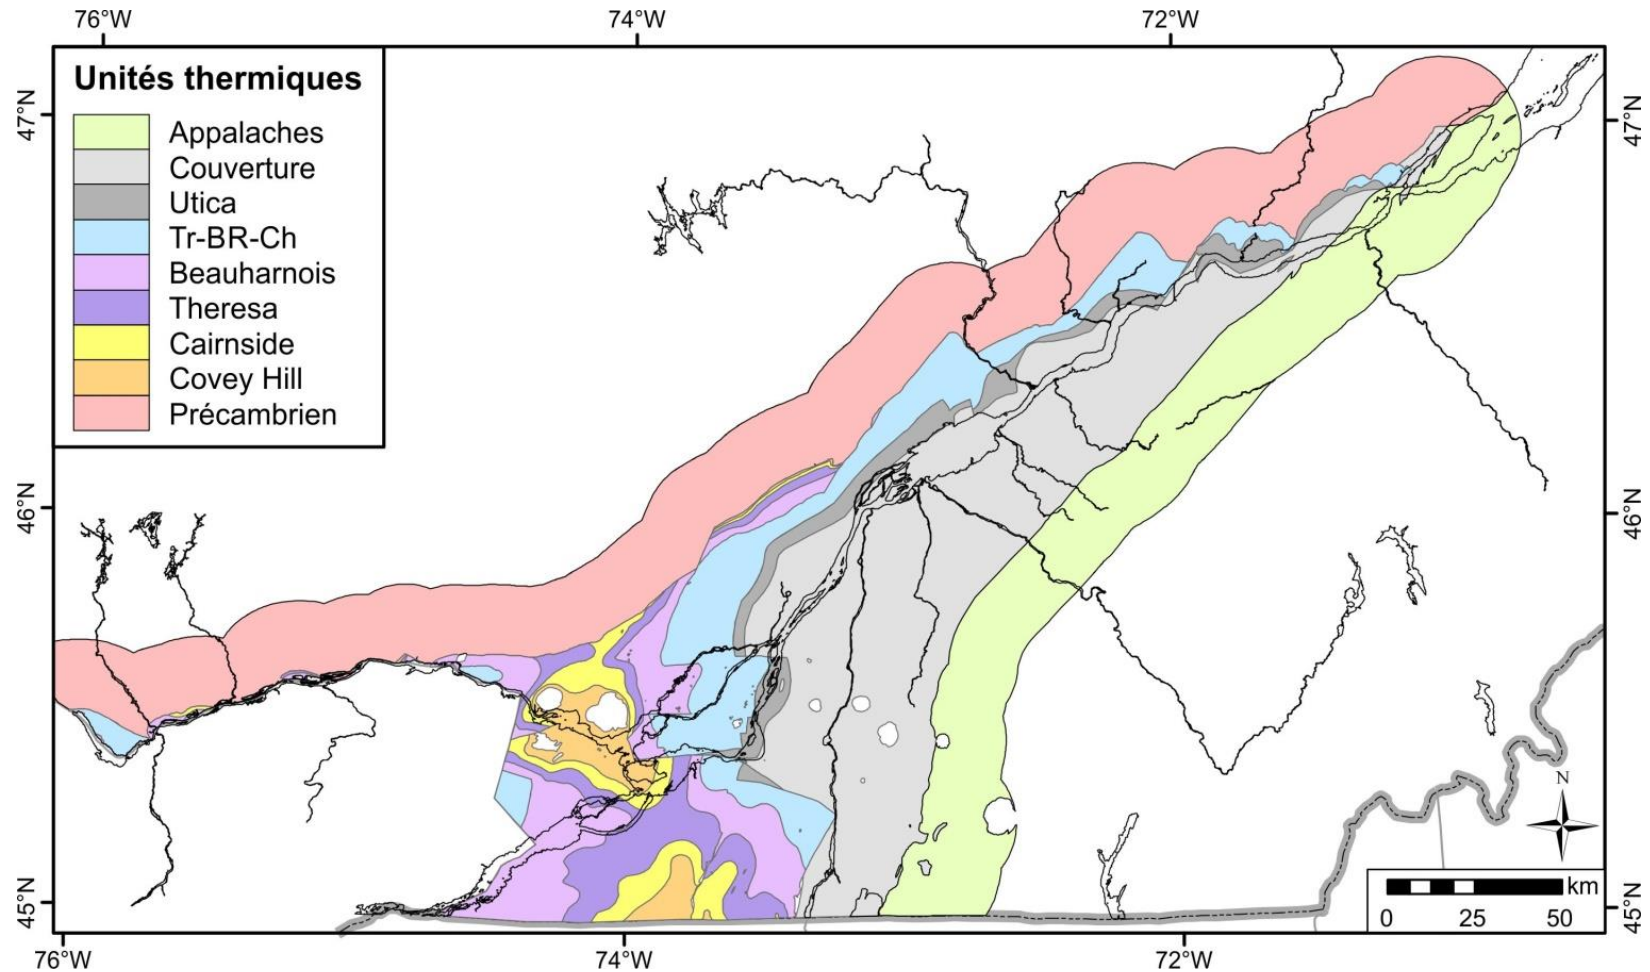 76°W 74°W 72°W
Unités thermiques
47°N 47°N
Appalaches
Couverture
Utica
Tr-BR-Ch
Beauharnois
Theresa
Cairnside
Covey Hill
Précambrien
46°N 46°N
N
km
0 25 50
45°N 45°N
76°W 74°W 72°W